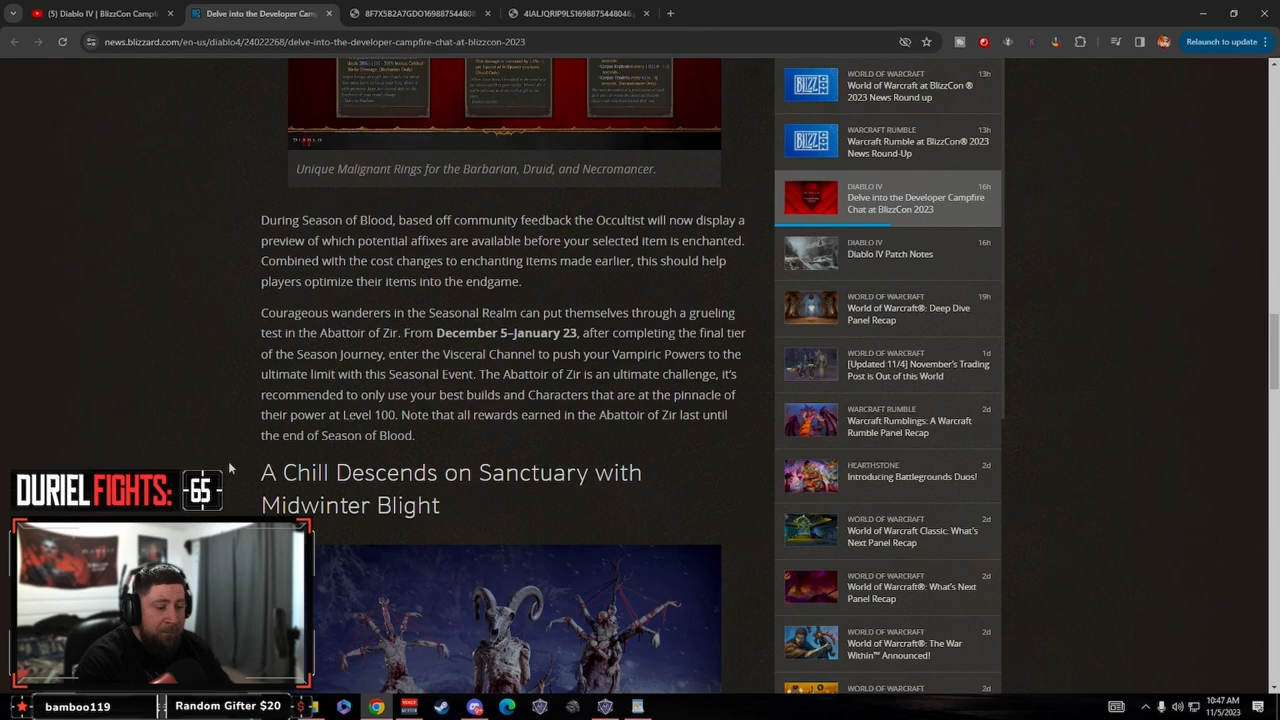 (5) Diablo IV | BlizzCon Campf
Delve into the Developer Cam
8F7X5B2A7GDO1698875448080
4IALJQRIP9LS1698875448046.
news.blizzard.com/en-us/diablo4/24022268/delve-into-the-developer-campfire-chat-at-blizzcon-2023
Relaunch to update
Unique Malignant Rings for the Barbarian, Druid, and Necromancer.
During Season of Blood, based off community feedback the Occultist will now display a
preview of which potential affixes are available before your selected item is enchanted.
Combined with the cost changes to enchanting items made earlier, this should help
players optimize their items into the endgame.
Courageous wanderers in the Seasonal Realm can put themselves through a grueling
test in the Abattoir of Zir. From December 5–January 23, after completing the final tier
of the Season Journey, enter the Visceral Channel to push your Vampiric Powers to the
ultimate limit with this Seasonal Event. The Abattoir of Zir is an ultimate challenge, it's
recommended to only use your best builds and Characters that are at the pinnacle of
their power at Level 100. Note that all rewards earned in the Abattoir of Zir last until
the end of Season of Blood.
A Chill Descends on Sanctuary with
Midwinter Blight
WORLD OF WARCRAFT 13h
World of Warcraft at BlizzCon ®
2023 News Round up
WARCRAFT RUMBLE 13h
Warcraft Rumble at BlizzCon® 2023
News Round-Up
DIABLO IV 16h
Delve into the Developer Campfire
Chat at BlizzCon 2023
DIABLO IV 16h
Diablo IV Patch Notes
WORLD OF WARCRAFT 19h
World of Warcraft®: Deep Dive
Panel Recap
WORLD OF WARCRAFT 1d
[Updated 11/4] November's Trading
Post is Out of this World
WARCRAFT RUMBLE 2d
Warcraft Rumblings: A Warcraft
Rumble Panel Recap
HEARTHSTONE 2d
Introducing Battlegrounds Duos!
WORLD OF WARCRAFT 2d
World of Warcraft Classic: What's
Next Panel Recap
WORLD OF WARCRAFT 2d
World of Warcraft®: What's Next
Panel Recap
WORLD OF WARCRAFT 2d
World of Warcraft®: The War
Within™ Announced!
WORLD OF WARCRAFT 2d
DURIEL FIGHTS: -65
bamboo119
Random Gifter $20
10:47 AM
11/5/2023